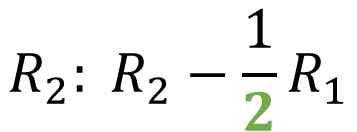 R₂: R₂ − 1/2 R₁